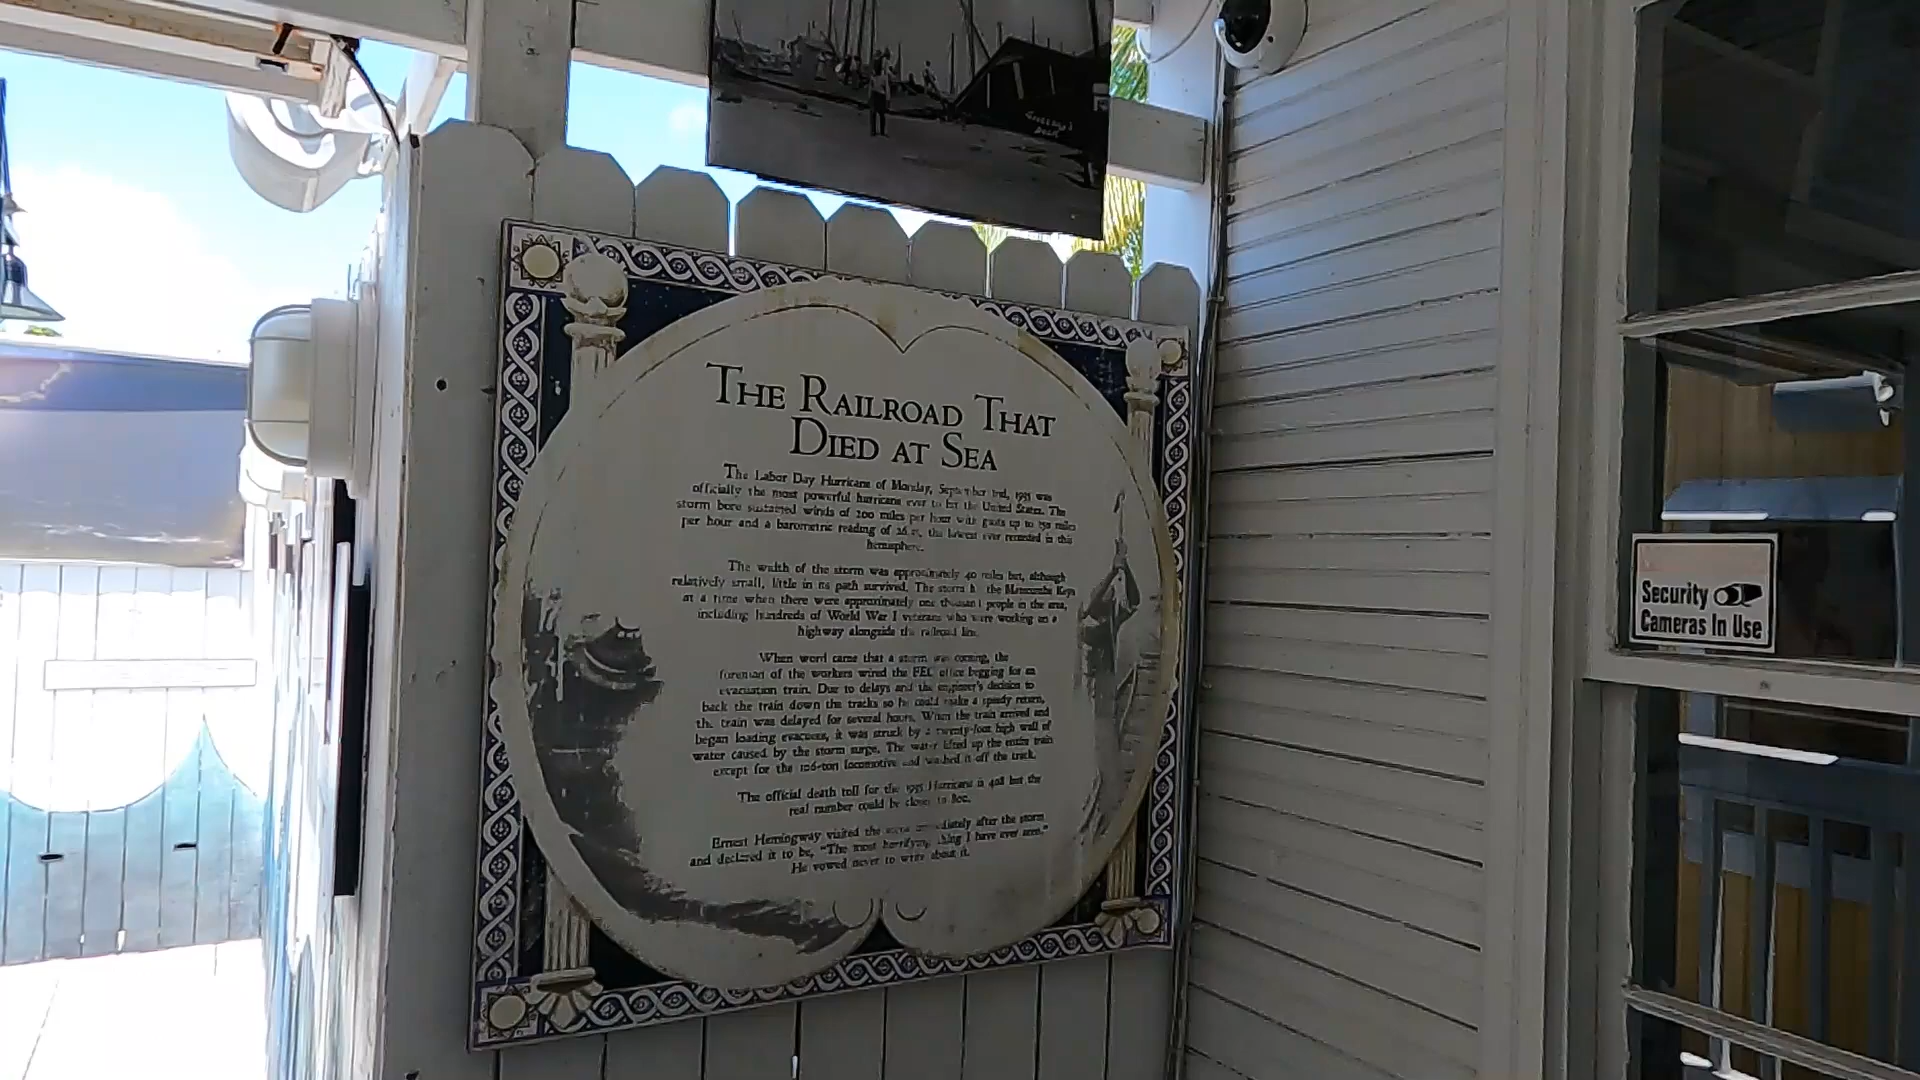 THE RAILROAD THAT
DIED AT SEA
The Labor Day Hurricane of Monday, September 2nd, 1935 was
officially the most powerful hurricane ever to hit the United States. The
storm bore sustained winds of 200 miles per hour with gusts up to 250 miles
per hour and a barometric reading of 26.35, the lowest ever recorded in this
hemisphere.
The width of the storm was approximately 40 miles but, although
relatively small, little in its path survived. The storm hit the Matecumbe Keys
at a time when there were approximately one thousand people in the area,
including hundreds of World War I veterans who were working on a
highway alongside the railroad line.
When word came that a storm was coming, the
foreman of the workers wired the FEC office begging for an
evacuation train. Due to delays and the engineer's decision to
back the train down the tracks so he could make a speedy return,
the train was delayed for several hours. When the train arrived and
began loading evacuees, it was struck by a twenty-foot high wall of
water caused by the storm surge. The water lifted up the entire train
except for the 106-ton locomotive and washed it off the track.
The official death toll for the 1935 Hurricane is 408 but the
real number could be closer to 800.
Ernest Hemingway visited the scene immediately after the storm
and declared it to be, "The most horrifying thing I have ever seen."
He vowed never to write about it.
Security
Cameras In Use